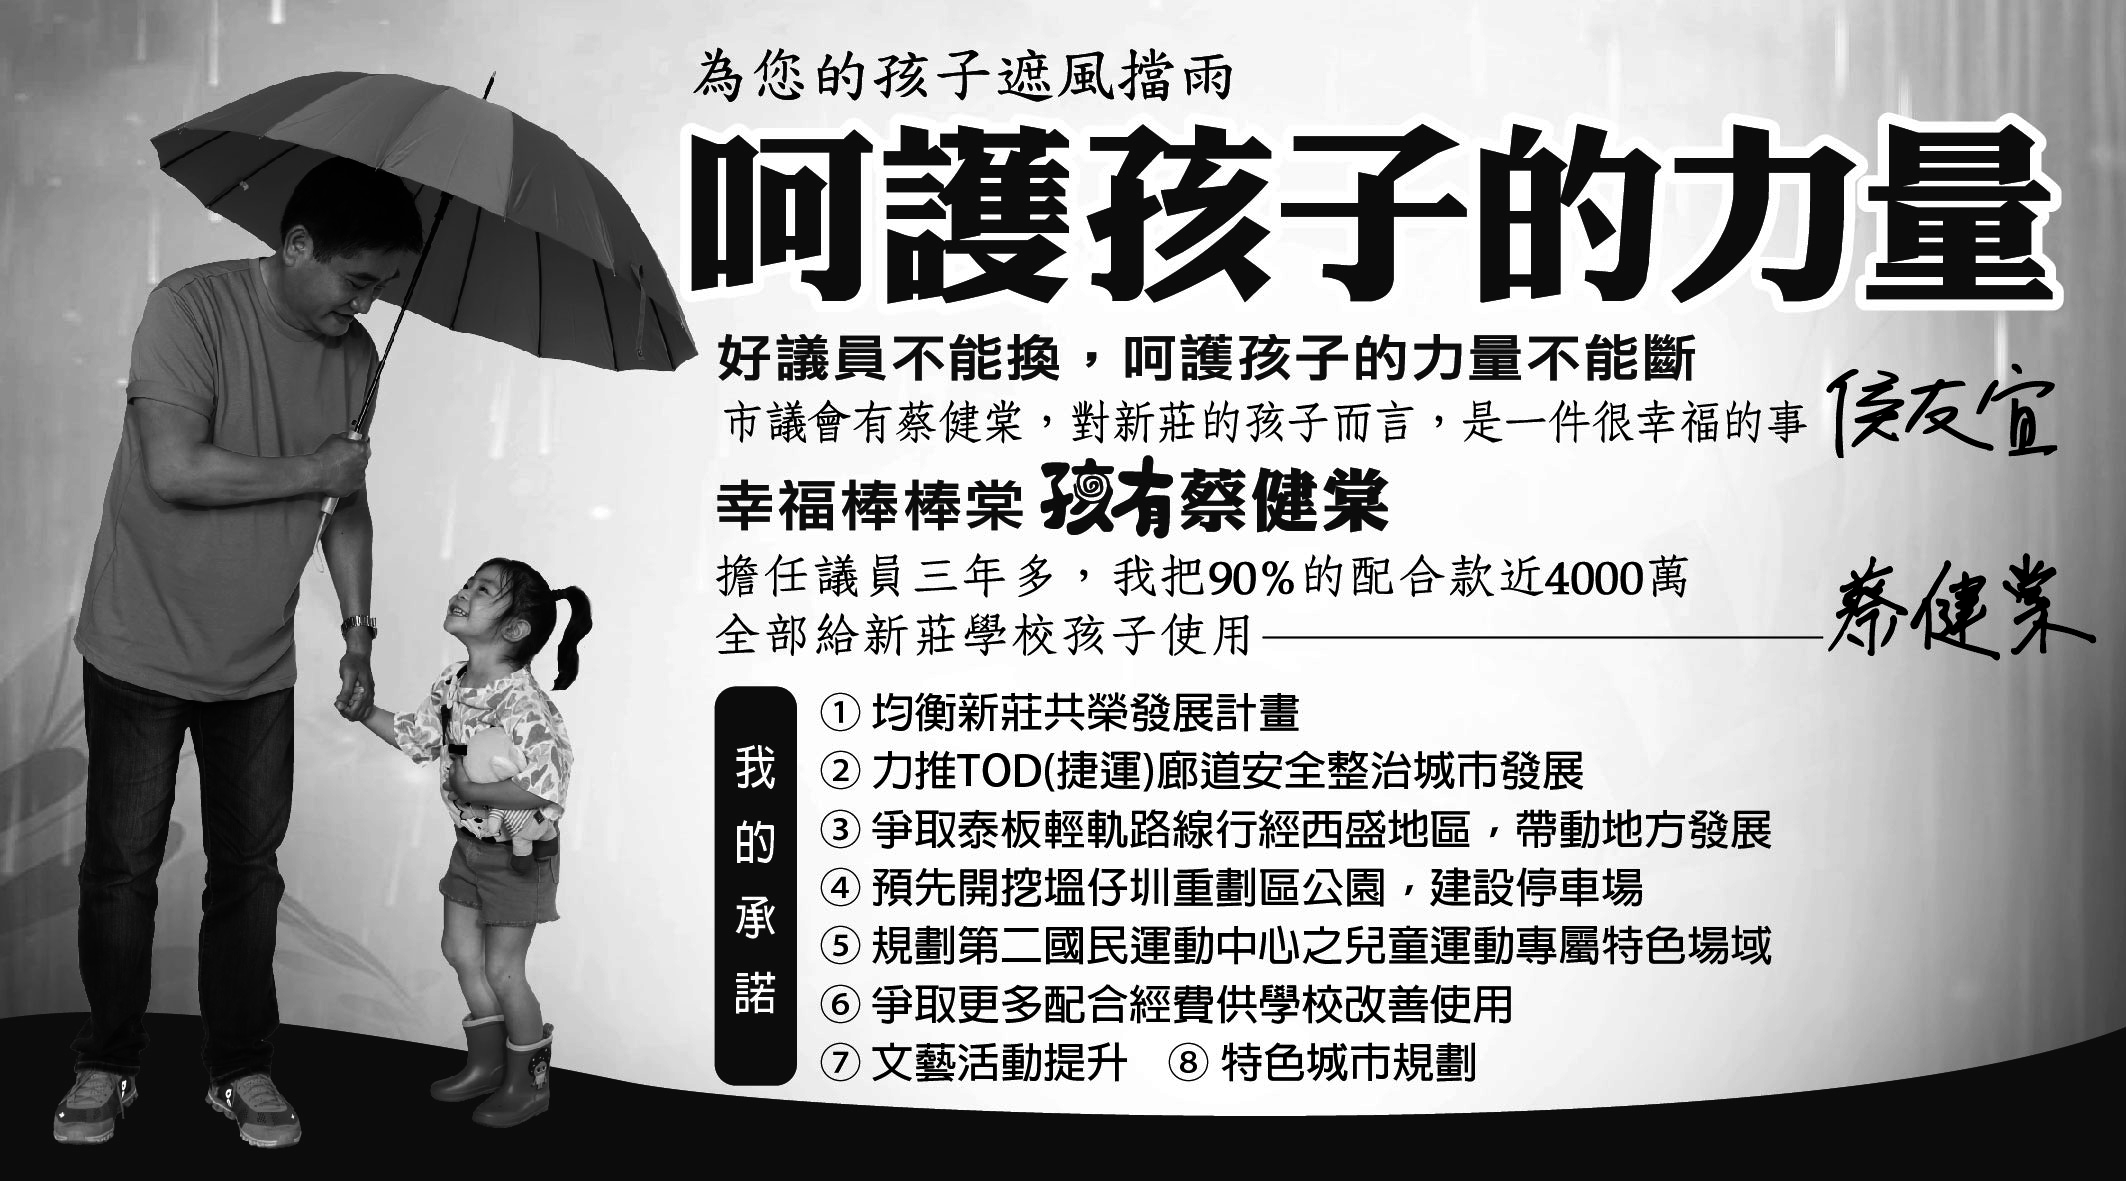 為您的孩子遮風擋雨
呵護孩子的力量
好議員不能換，呵護孩子的力量不能斷
市議會有蔡健棠，對新莊的孩子而言，是一件很幸福的事 侯友宜
幸福棒棒棠 孩有蔡健棠
擔任議員三年多，我把90%的配合款近4000萬
全部給新莊學校孩子使用 蔡健棠
我的承諾
① 均衡新莊共榮發展計畫
② 力推TOD(捷運)廊道安全整治城市發展
③ 爭取泰板輕軌路線行經西盛地區，帶動地方發展
④ 預先開挖塭仔圳重劃區公園，建設停車場
⑤ 規劃第二國民運動中心之兒童運動專屬特色場域
⑥ 爭取更多配合經費供學校改善使用
⑦ 文藝活動提升 ⑧ 特色城市規劃